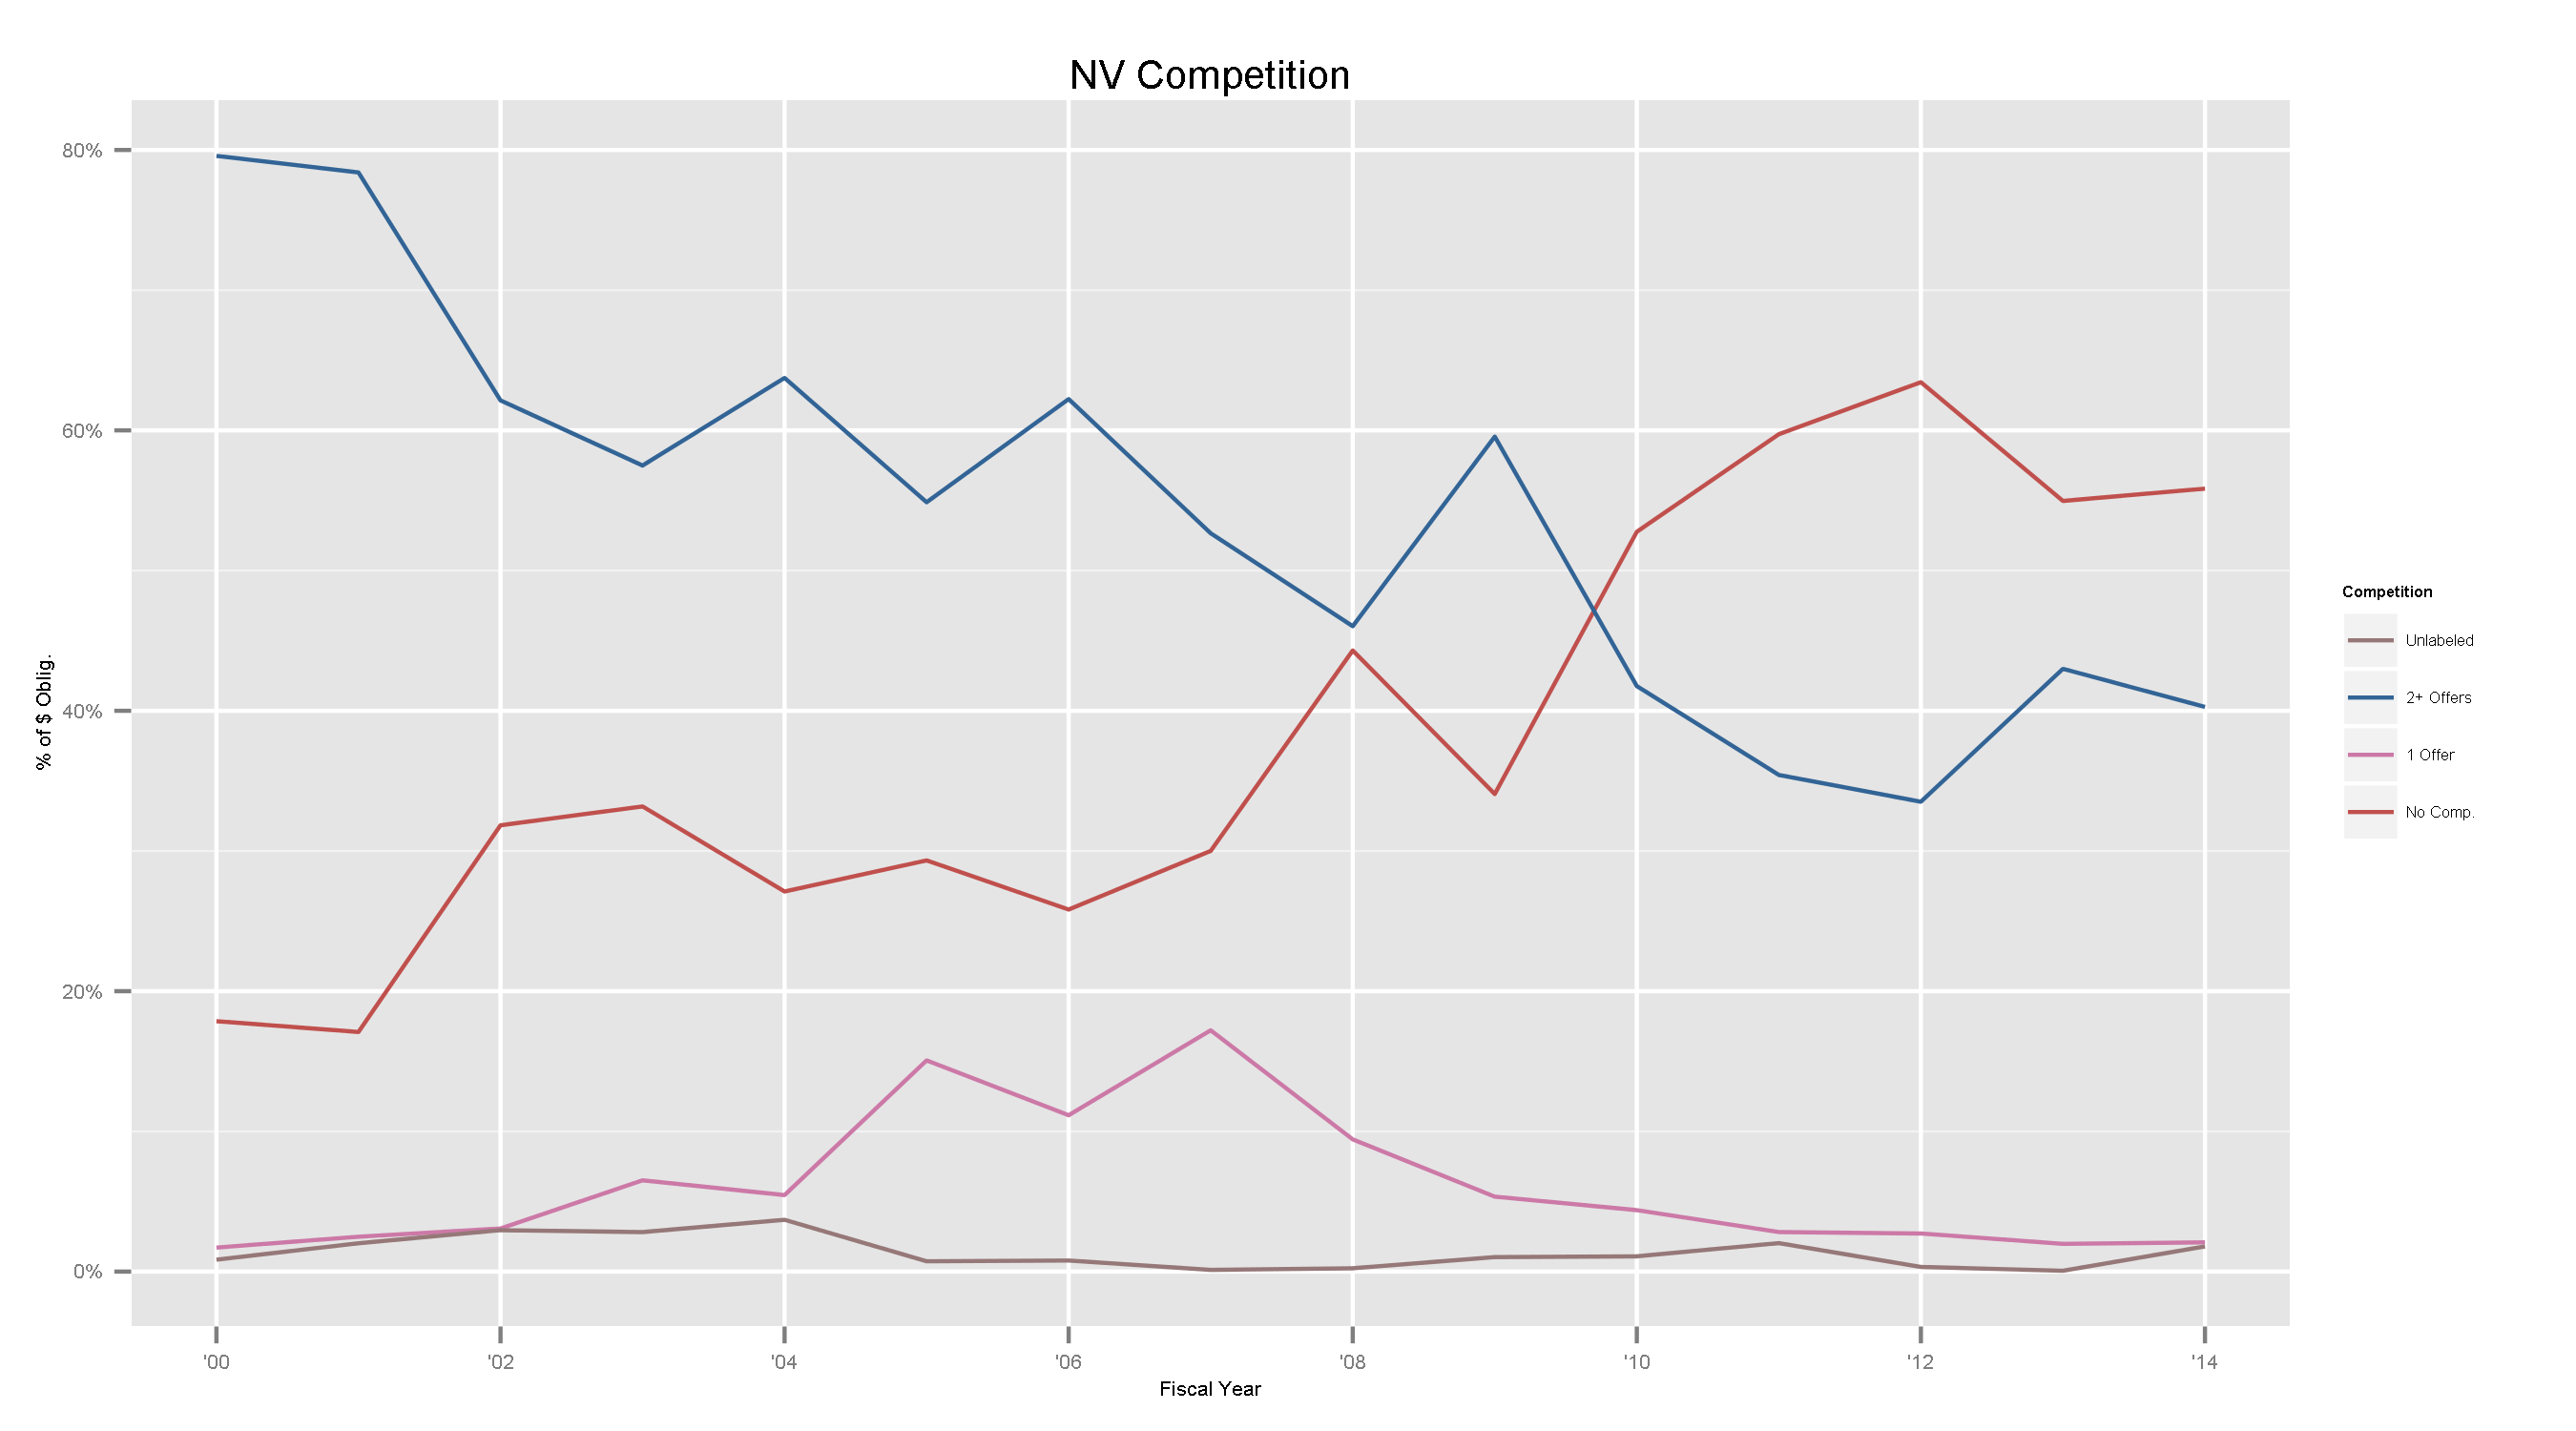 NV Competition
80%
60%
40%
20%
0%
% of $ Oblig.
'00 '02 '04 '06 '08 '10 '12 '14
Fiscal Year
Competition
Unlabeled
2+ Offers
1 Offer
No Comp.